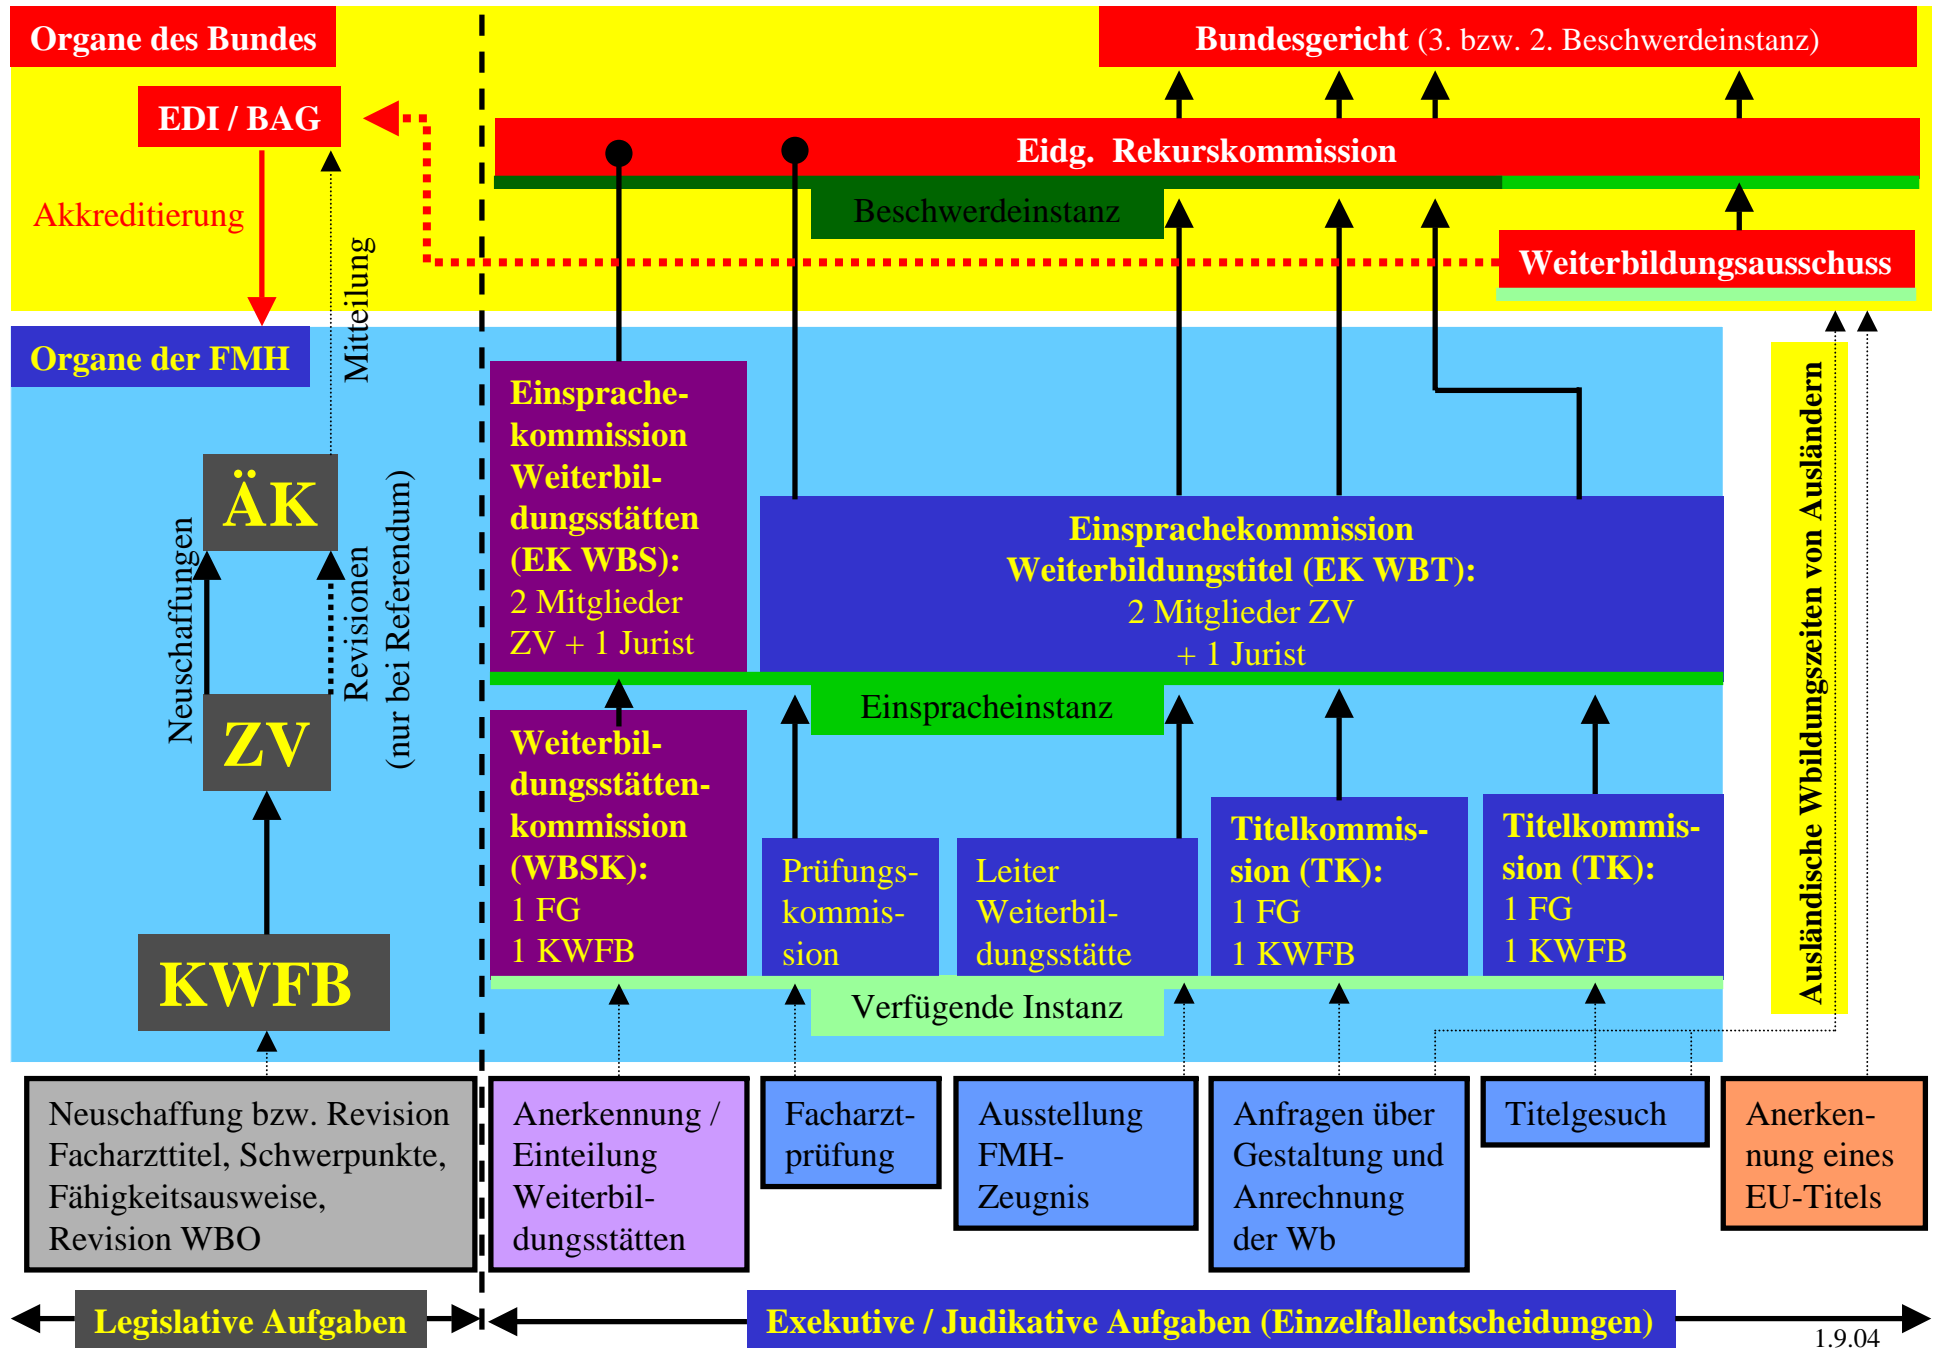 Organe des Bundes
Bundesgericht (3. bzw. 2. Beschwerdeinstanz)
EDI / BAG
Eidg. Rekurskommission
Akkreditierung
Beschwerdeinstanz
Weiterbildungsausschuss
Mitteilung
Organe der FMH
Einsprache-
kommission
Weiterbil-
dungsstätten
(EK WBS):
2 Mitglieder
ZV + 1 Jurist
Einsprachekommission
Weiterbildungstitel (EK WBT):
2 Mitglieder ZV
+ 1 Jurist
Ausländische Wbildungszeiten von Ausländern
ÄK
Neuschaffungen
Revisionen
(nur bei Referendum)
ZV
Einspracheinstanz
Weiterbil-
dungsstätten-
kommission
(WBSK):
1 FG
1 KWFB
Prüfungs-
kommis-
sion
Leiter
Weiterbil-
dungsstätte
Titelkommis-
sion (TK):
1 FG
1 KWFB
Titelkommis-
sion (TK):
1 FG
1 KWFB
KWFB
Verfügende Instanz
Neuschaffung bzw. Revision
Facharzttitel, Schwerpunkte,
Fähigkeitsausweise,
Revision WBO
Anerkennung /
Einteilung
Weiterbil-
dungsstätten
Facharzt-
prüfung
Ausstellung
FMH-
Zeugnis
Anfragen über
Gestaltung und
Anrechnung
der Wb
Titelgesuch
Anerken-
nung eines
EU-Titels
Legislative Aufgaben
Exekutive / Judikative Aufgaben (Einzelfallentscheidungen)
1.9.04